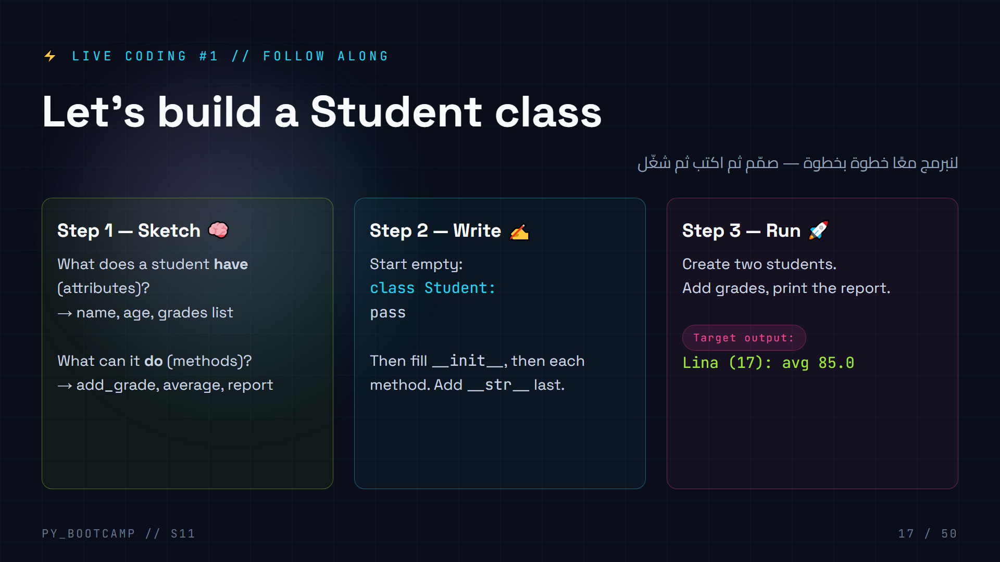 ⚡ LIVE CODING #1 // FOLLOW ALONG
Let's build a Student class
لنبرمج معًا خطوة بخطوة — صمّم ثم اكتب ثم شغّل
Step 1 — Sketch 🧠
What does a student have
(attributes)?
→ name, age, grades list
What can it do (methods)?
→ add_grade, average, report
Step 2 — Write ✍️
Start empty:
class Student:
pass
Then fill __init__, then each
method. Add __str__ last.
Step 3 — Run 🚀
Create two students.
Add grades, print the report.
Target output:
Lina (17): avg 85.0
PY_BOOTCAMP // S11
17 / 50